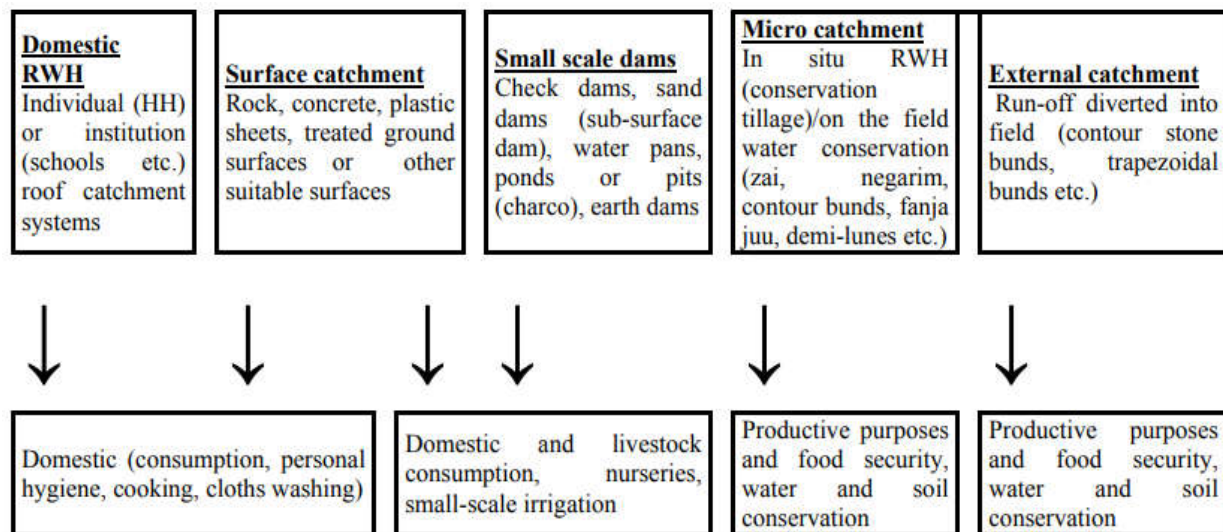 Domestic
RWH
Individual (HH)
or institution
(schools etc.)
roof catchment
systems
Surface catchment
Rock, concrete, plastic
sheets, treated ground
surfaces or other
suitable surfaces
Small scale dams
Check dams, sand
dams (sub-surface
dam), water pans,
ponds or pits
(charco), earth dams
Micro catchment
In situ RWH
(conservation
tillage)/on the field
water conservation
(zai, negarim,
contour bunds, fanja
juu, demi-lunes etc.)
External catchment
Run-off diverted into
field (contour stone
bunds, trapezoidal
bunds etc.)
Domestic (consumption, personal
hygiene, cooking, cloths washing)
Domestic and livestock
consumption, nurseries,
small-scale irrigation
Productive purposes
and food security,
water and soil
conservation
Productive purposes
and food security,
water and soil
conservation